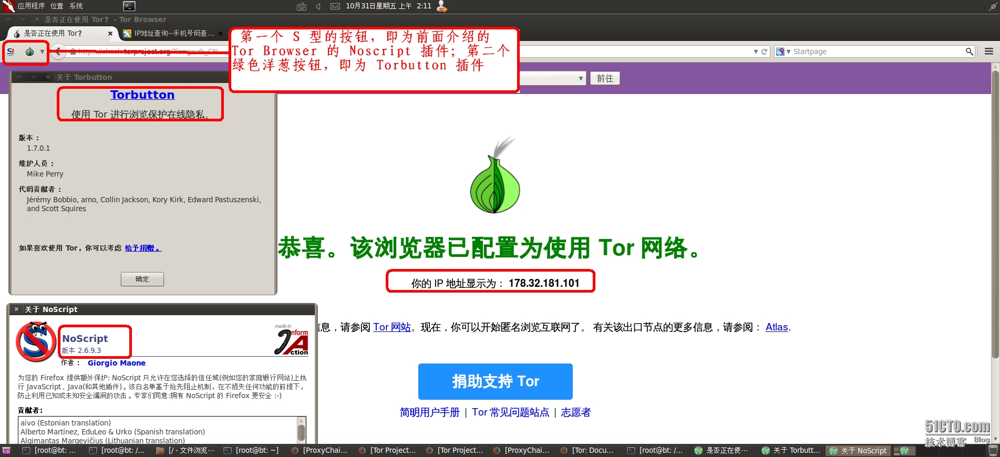 应用程序 位置 系统
10月31日星期五 上午 2:11
是否正在使用 Tor? - Tor Browser
是否正在使用 Tor?
IP地址查询--手机号码查...
https://check.torproject.org/?lang=zh_CN
Startpage
第一个 S 型的按钮，即为前面介绍的
Tor Browser 的 Noscript 插件；第二个
绿色洋葱按钮，即为 Torbutton 插件
前往
关于 Torbutton
Torbutton
使用 Tor 进行浏览保护在线隐私。
版本：
1.7.0.1
维护人员：
Mike Perry
代码贡献者：
Jérémy Bobbio, arno, Collin Jackson, Kory Kirk, Edward Pastuszenski,
and Scott Squires
如果喜欢使用 Tor，你可以考虑 给予捐赠。
确定
恭喜。该浏览器已配置为使用 Tor 网络。
你的 IP 地址显示为： 178.32.181.101
信息，请参阅 Tor 网站。现在，你可以开始匿名浏览互联网了。 有关该出口节点的更多信息，请参阅： Atlas.
捐助支持 Tor
简明用户手册 | Tor 常见问题站点 | 志愿者
关于 NoScript
NoScript
版本 2.6.9.3
made in
InformAction
作者： Giorgio Maone
为您的 Firefox 提供额外保护: NoScript 只允许在您选择的信任域(例如您的家庭银行网站)上执
行 JavaScript、Java(和其他插件)。该白名单基于抢先阻止机制，在不损失任何功能的前提下，
防止利用已知或未知安全漏洞的攻击。专家们同意:拥有 NoScript 的 Firefox 更安全 :-)
贡献者:
aivo (Estonian translation)
Alberto Martínez, EduLeo & Urko (Spanish translation)
Algimantas Margevičius (Lithuanian translation)
51CTO.com
技术博客 Blog
[root@bt: ...
[root@bt: /...
[/ - 文件浏览...
[root@bt: ~]
[ProxyChai...
[Tor Project...
[Tor Project...
[ProxyChai...
[Tor: Docu...
[root@bt: /...
是否正在使...
关于 Torbutt...
关于 NoScript